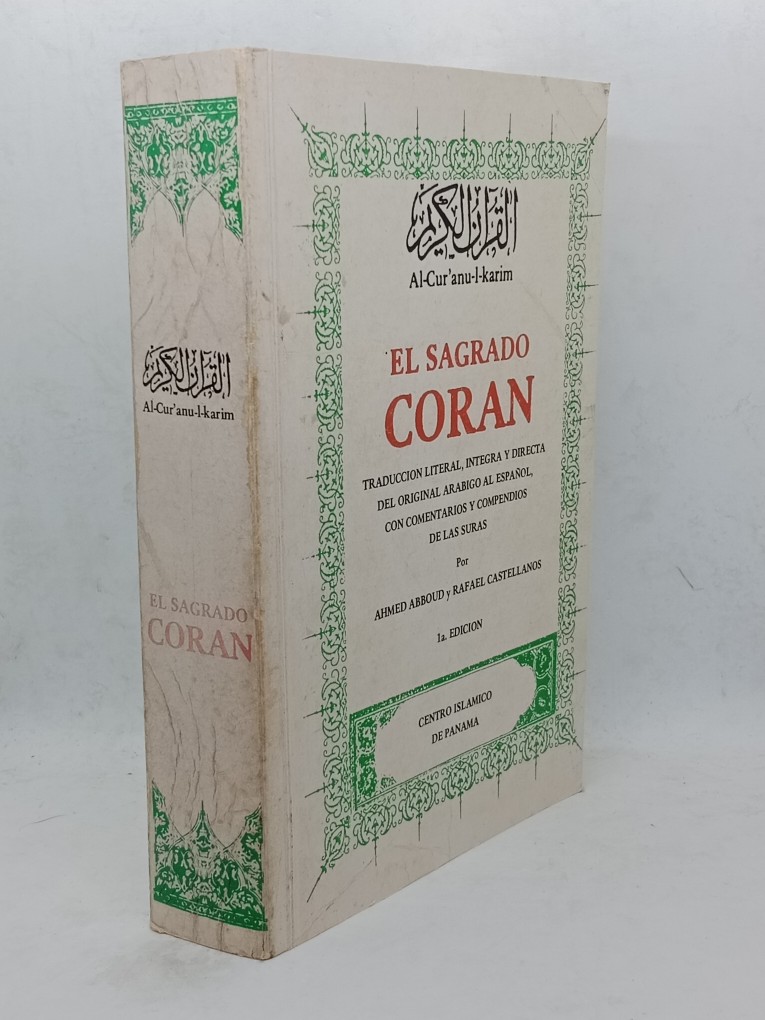 القرآن الكريم
Al-Cur'anu-l-karim
EL SAGRADO
CORAN
القرآن الكريم
Al-Cur'anu-l-karim
EL SAGRADO
CORAN
TRADUCCION LITERAL, INTEGRA Y DIRECTA
DEL ORIGINAL ARABIGO AL ESPAÑOL,
CON COMENTARIOS Y COMPENDIOS
DE LAS SURAS
Por
AHMED ABBOUD y RAFAEL CASTELLANOS
1a. EDICION
CENTRO ISLAMICO
DE PANAMA